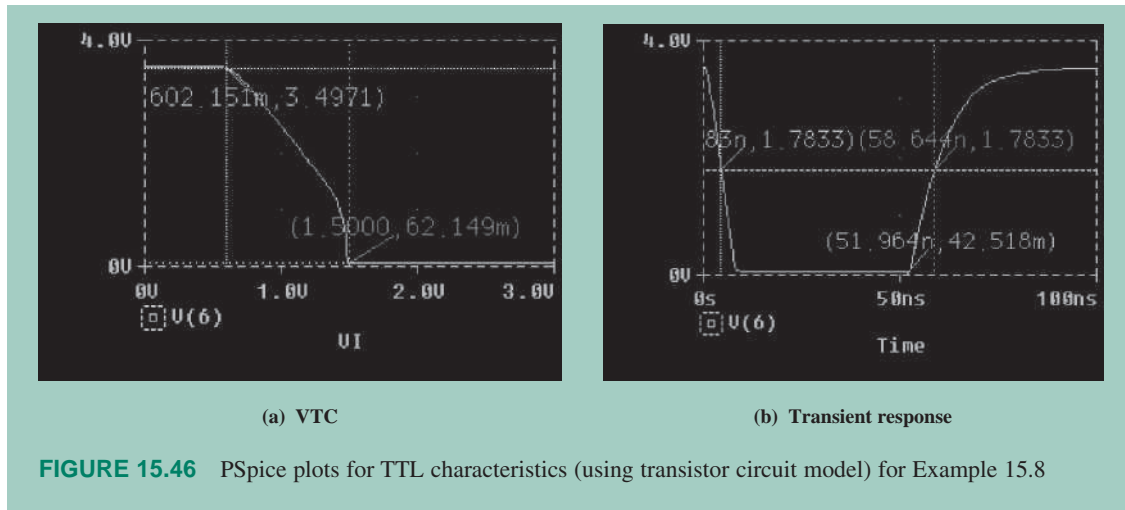 4.0V
602.151m,3.4971)
(1.5000,62.149m)
0V
0V 1.0V 2.0V 3.0V
V(6)
VI
4.0V
83n,1.7833)(58.644n,1.7833)
(51.964n,42.518m)
0V
0s 50ns 100ns
V(6)
Time
(a) VTC
(b) Transient response
FIGURE 15.46 PSpice plots for TTL characteristics (using transistor circuit model) for Example 15.8